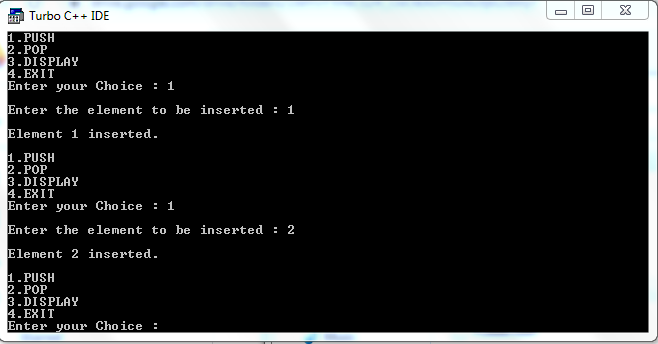 Turbo C++ IDE
1.PUSH
2.POP
3.DISPLAY
4.EXIT
Enter your Choice : 1
Enter the element to be inserted : 1
Element 1 inserted.
1.PUSH
2.POP
3.DISPLAY
4.EXIT
Enter your Choice : 1
Enter the element to be inserted : 2
Element 2 inserted.
1.PUSH
2.POP
3.DISPLAY
4.EXIT
Enter your Choice :